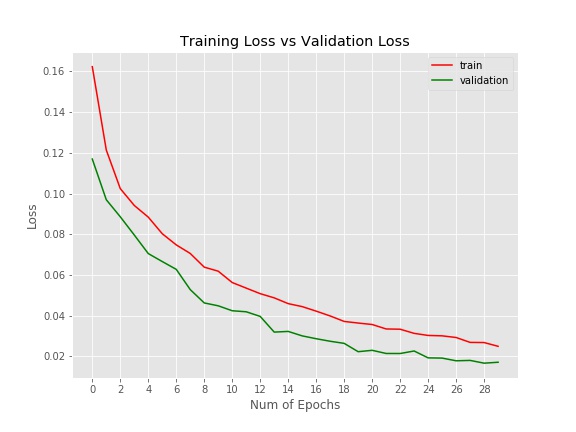 Training Loss vs Validation Loss
train
validation
0.16
0.14
0.12
0.10
0.08
0.06
0.04
0.02
Loss
0 2 4 6 8 10 12 14 16 18 20 22 24 26 28
Num of Epochs